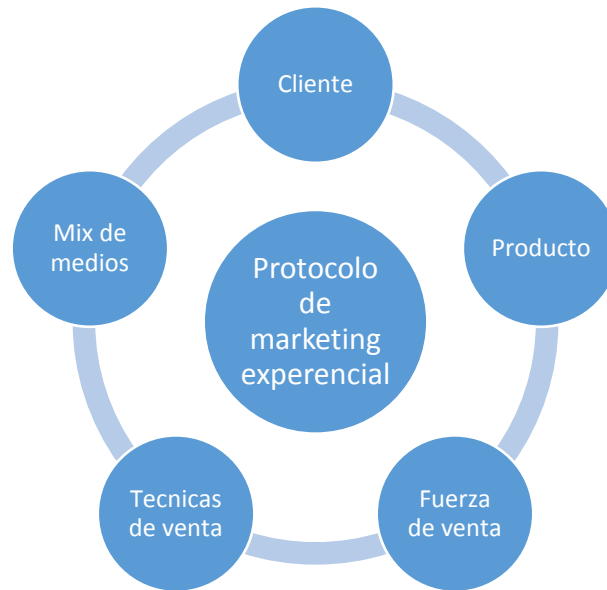 Cliente
Mix de
medios
Producto
Protocolo
de
marketing
experencial
Tecnicas
de venta
Fuerza
de venta